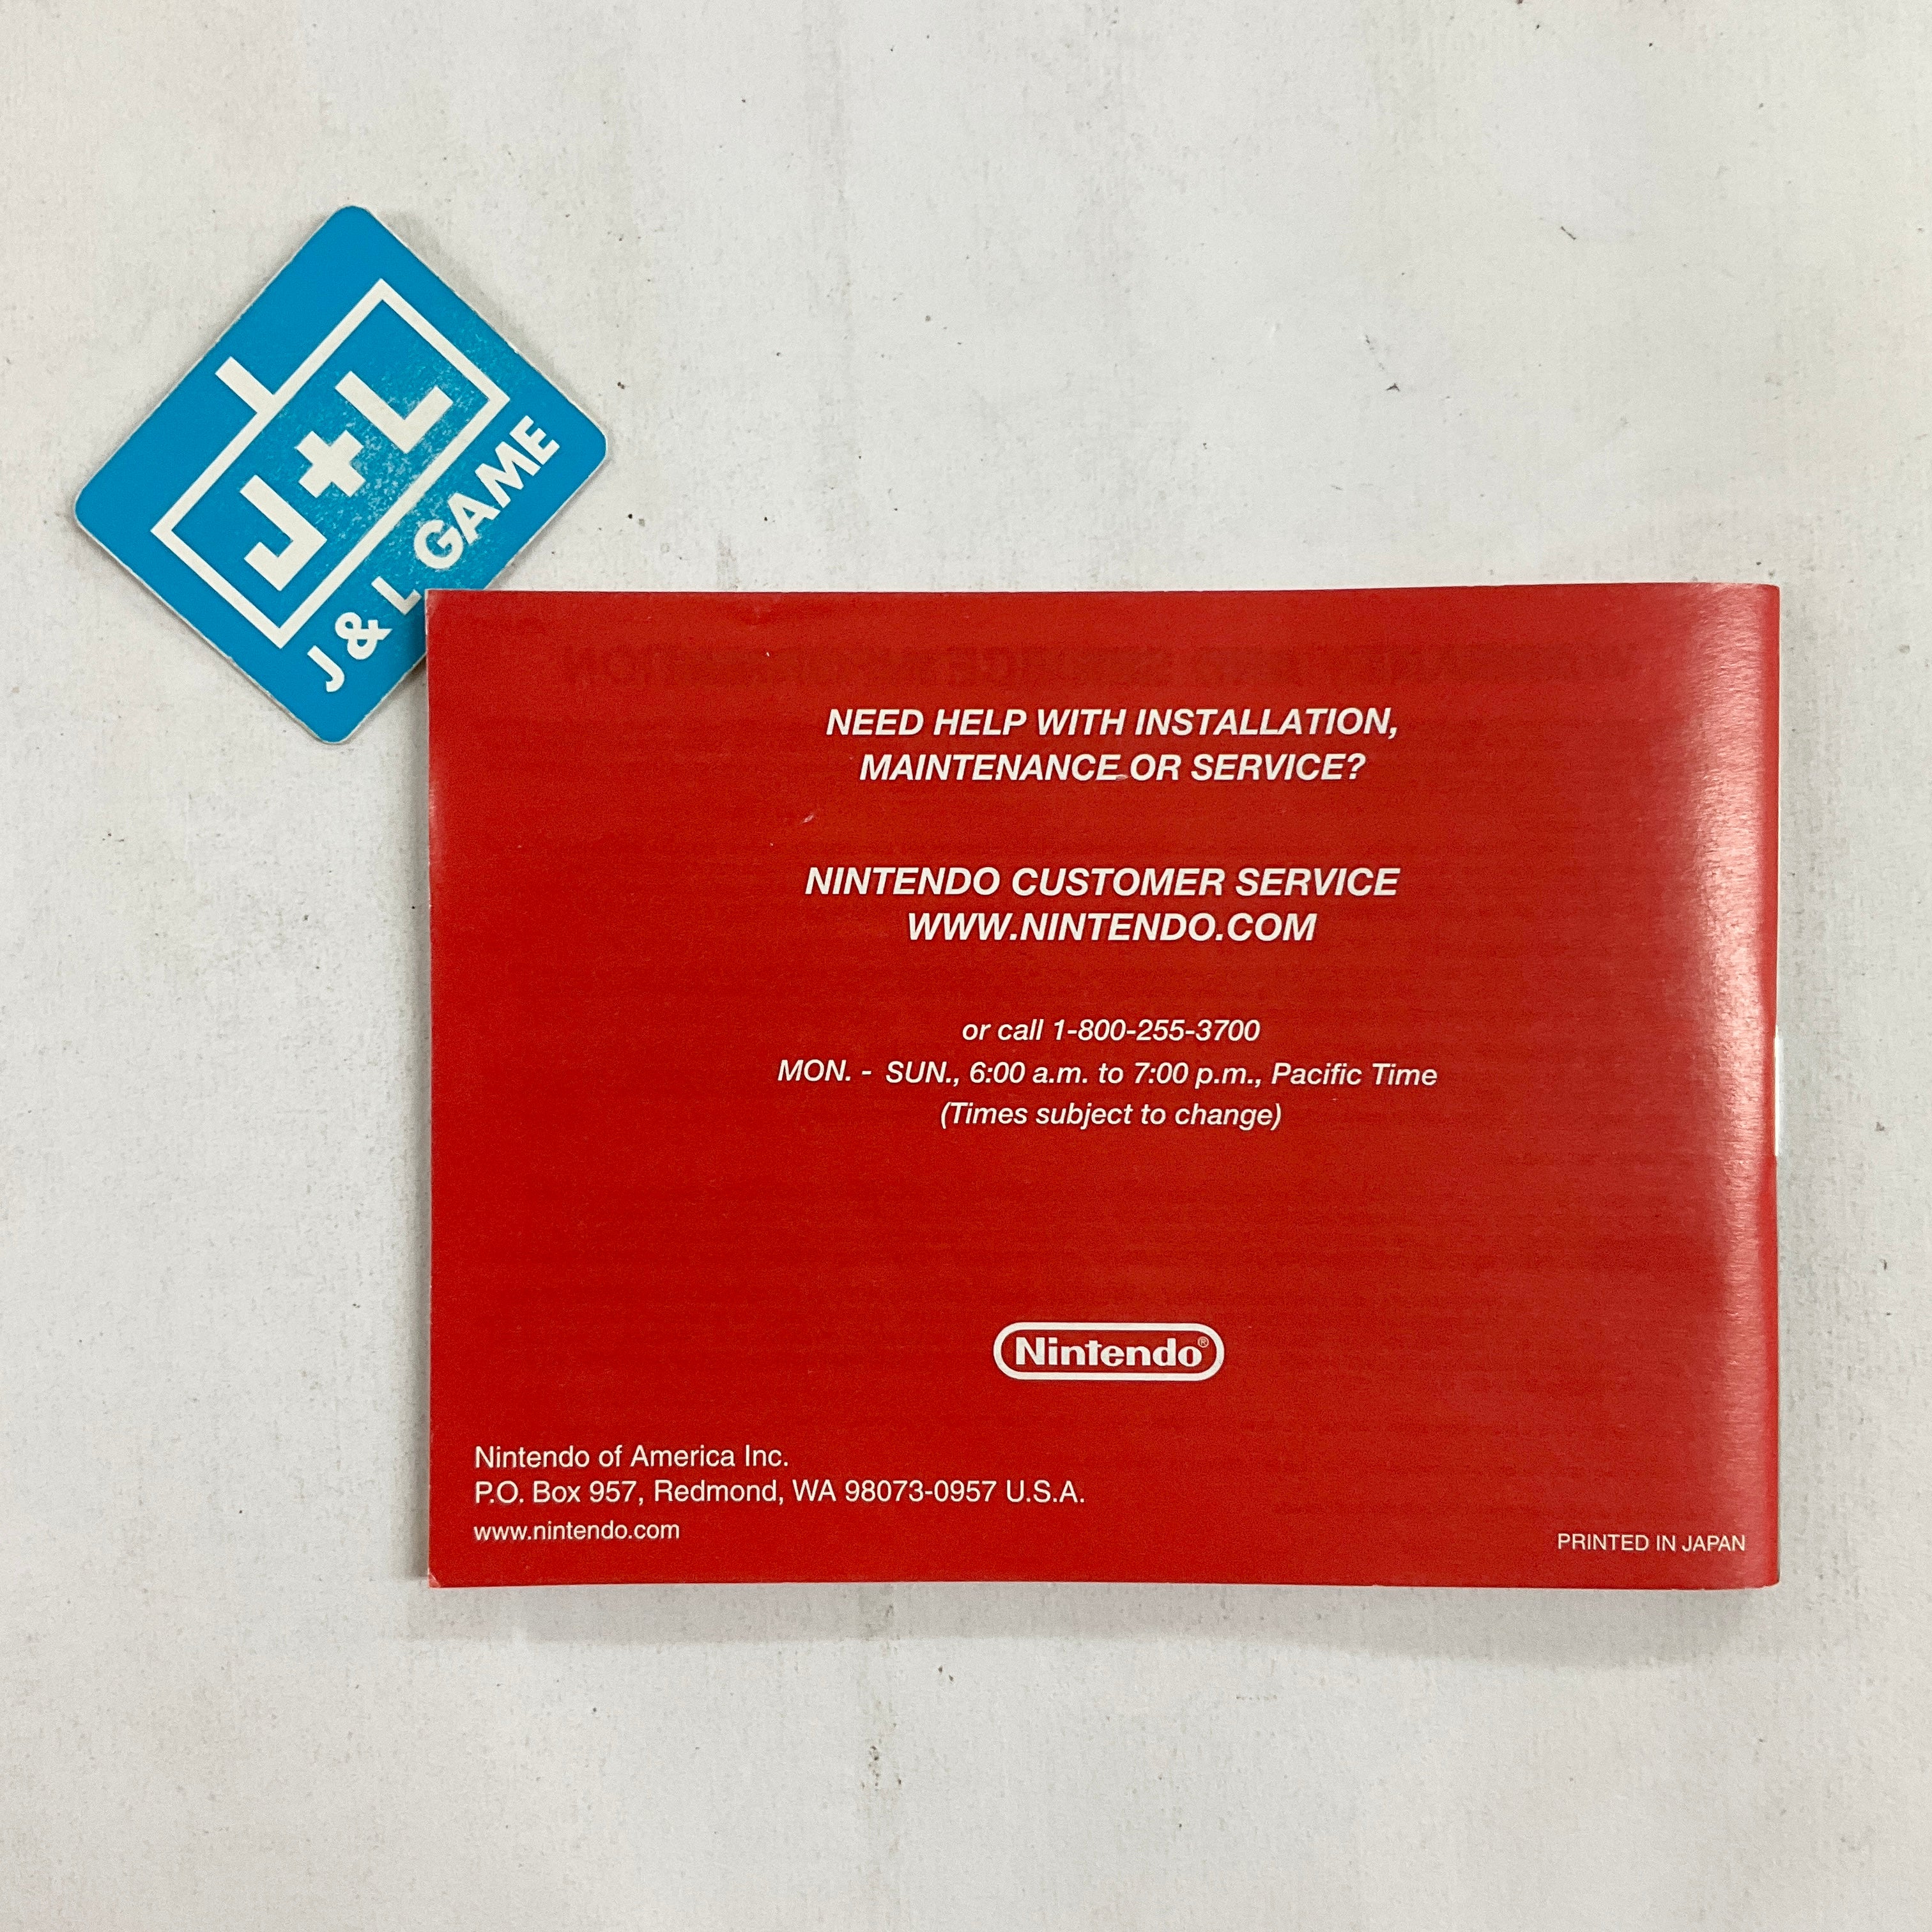 J+L
J & L GAME
NEED HELP WITH INSTALLATION,
MAINTENANCE OR SERVICE?
NINTENDO CUSTOMER SERVICE
WWW.NINTENDO.COM
or call 1-800-255-3700
MON. - SUN., 6:00 a.m. to 7:00 p.m., Pacific Time
(Times subject to change)
Nintendo®
Nintendo of America Inc.
P.O. Box 957, Redmond, WA 98073-0957 U.S.A.
www.nintendo.com
PRINTED IN JAPAN